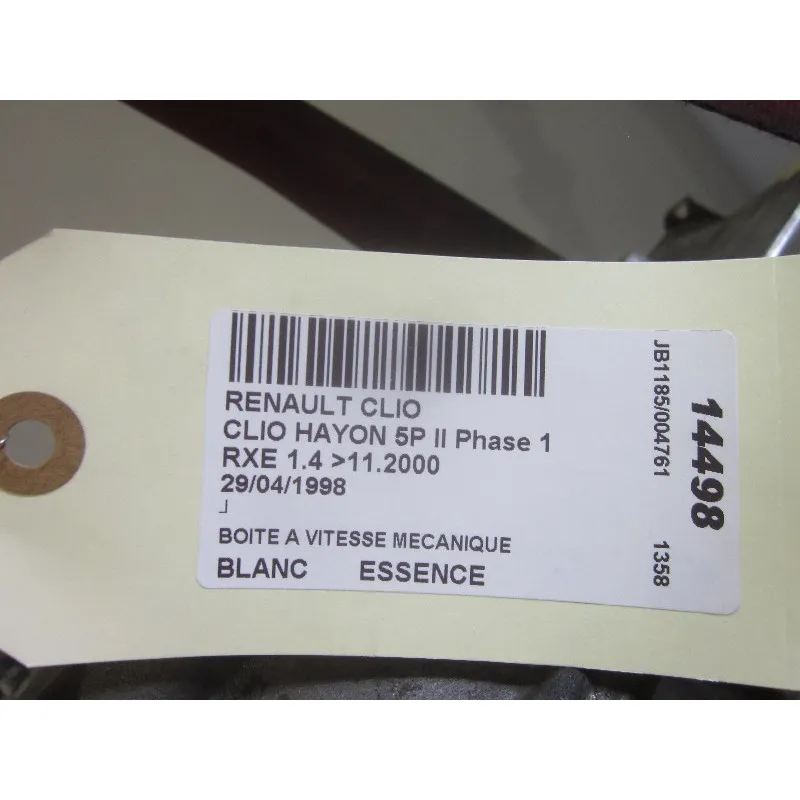 RENAULT CLIO
CLIO HAYON 5P II Phase 1
RXE 1.4 >11.2000
29/04/1998
BOITE A VITESSE MECANIQUE
BLANC ESSENCE
JB1185/004761 1358
14498